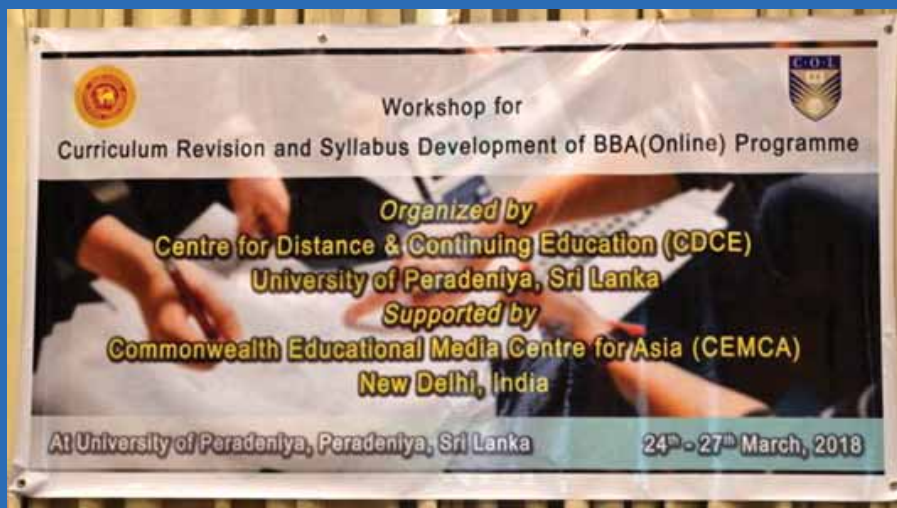 C·O·L
Workshop for
Curriculum Revision and Syllabus Development of BBA(Online) Programme
Organized by
Centre for Distance & Continuing Education (CDCE)
University of Peradeniya, Sri Lanka
Supported by
Commonwealth Educational Media Centre for Asia (CEMCA)
New Delhi, India
At University of Peradeniya, Peradeniya, Sri Lanka 24th - 27th March, 2018